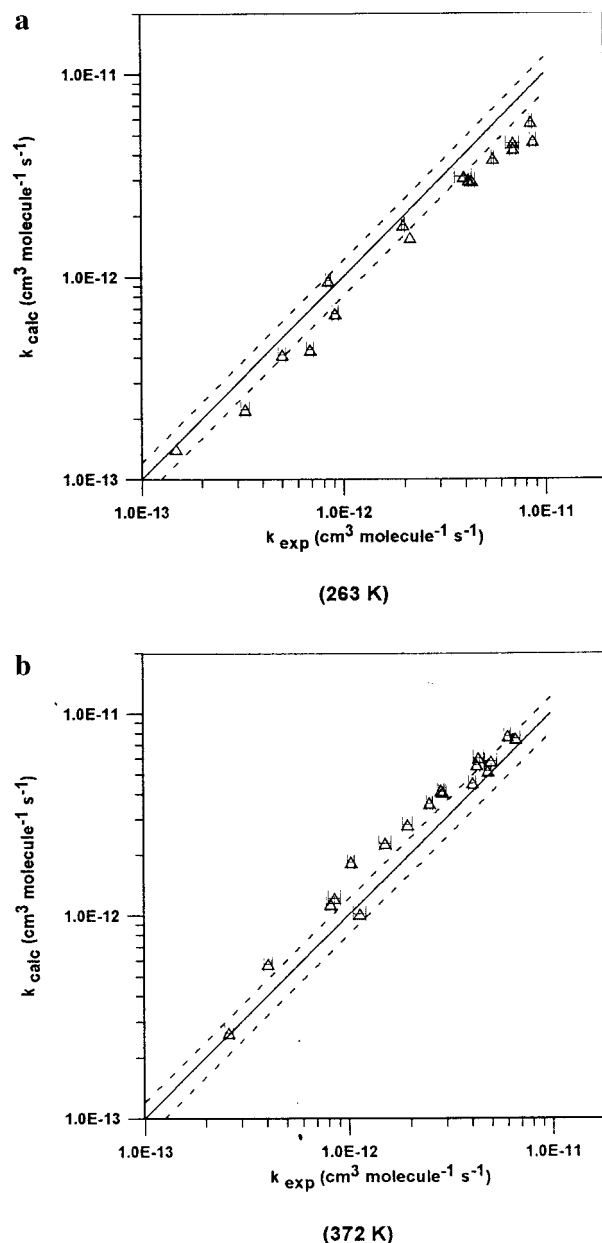 a
1.0E-11
k calc (cm³ molecule⁻¹ s⁻¹)
1.0E-12
1.0E-13
1.0E-13 1.0E-12 1.0E-11
k exp (cm³ molecule⁻¹ s⁻¹)
(263 K)
b
1.0E-11
k calc (cm³ molecule⁻¹ s⁻¹)
1.0E-12
1.0E-13
1.0E-13 1.0E-12 1.0E-11
k exp (cm³ molecule⁻¹ s⁻¹)
(372 K)